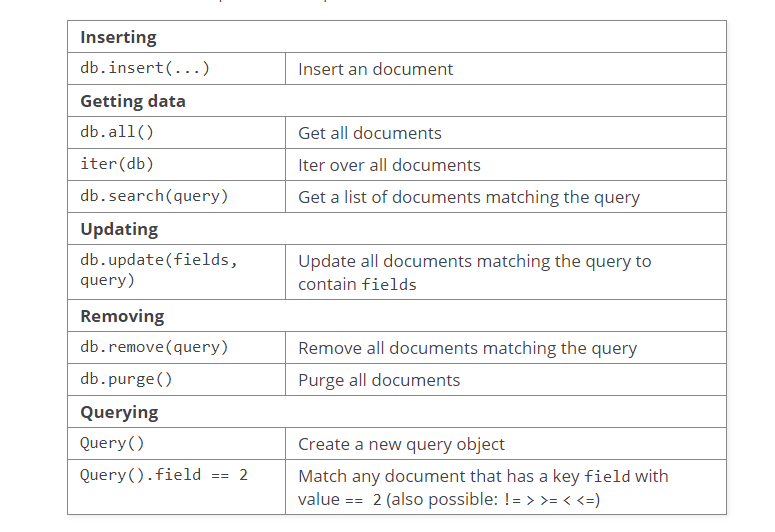 Inserting
db.insert(...) Insert an document
Getting data
db.all() Get all documents
iter(db) Iter over all documents
db.search(query) Get a list of documents matching the query
Updating
db.update(fields, query) Update all documents matching the query to
contain fields
Removing
db.remove(query) Remove all documents matching the query
db.purge() Purge all documents
Querying
Query() Create a new query object
Query().field == 2 Match any document that has a key field with
value == 2 (also possible: != > >= < <=)